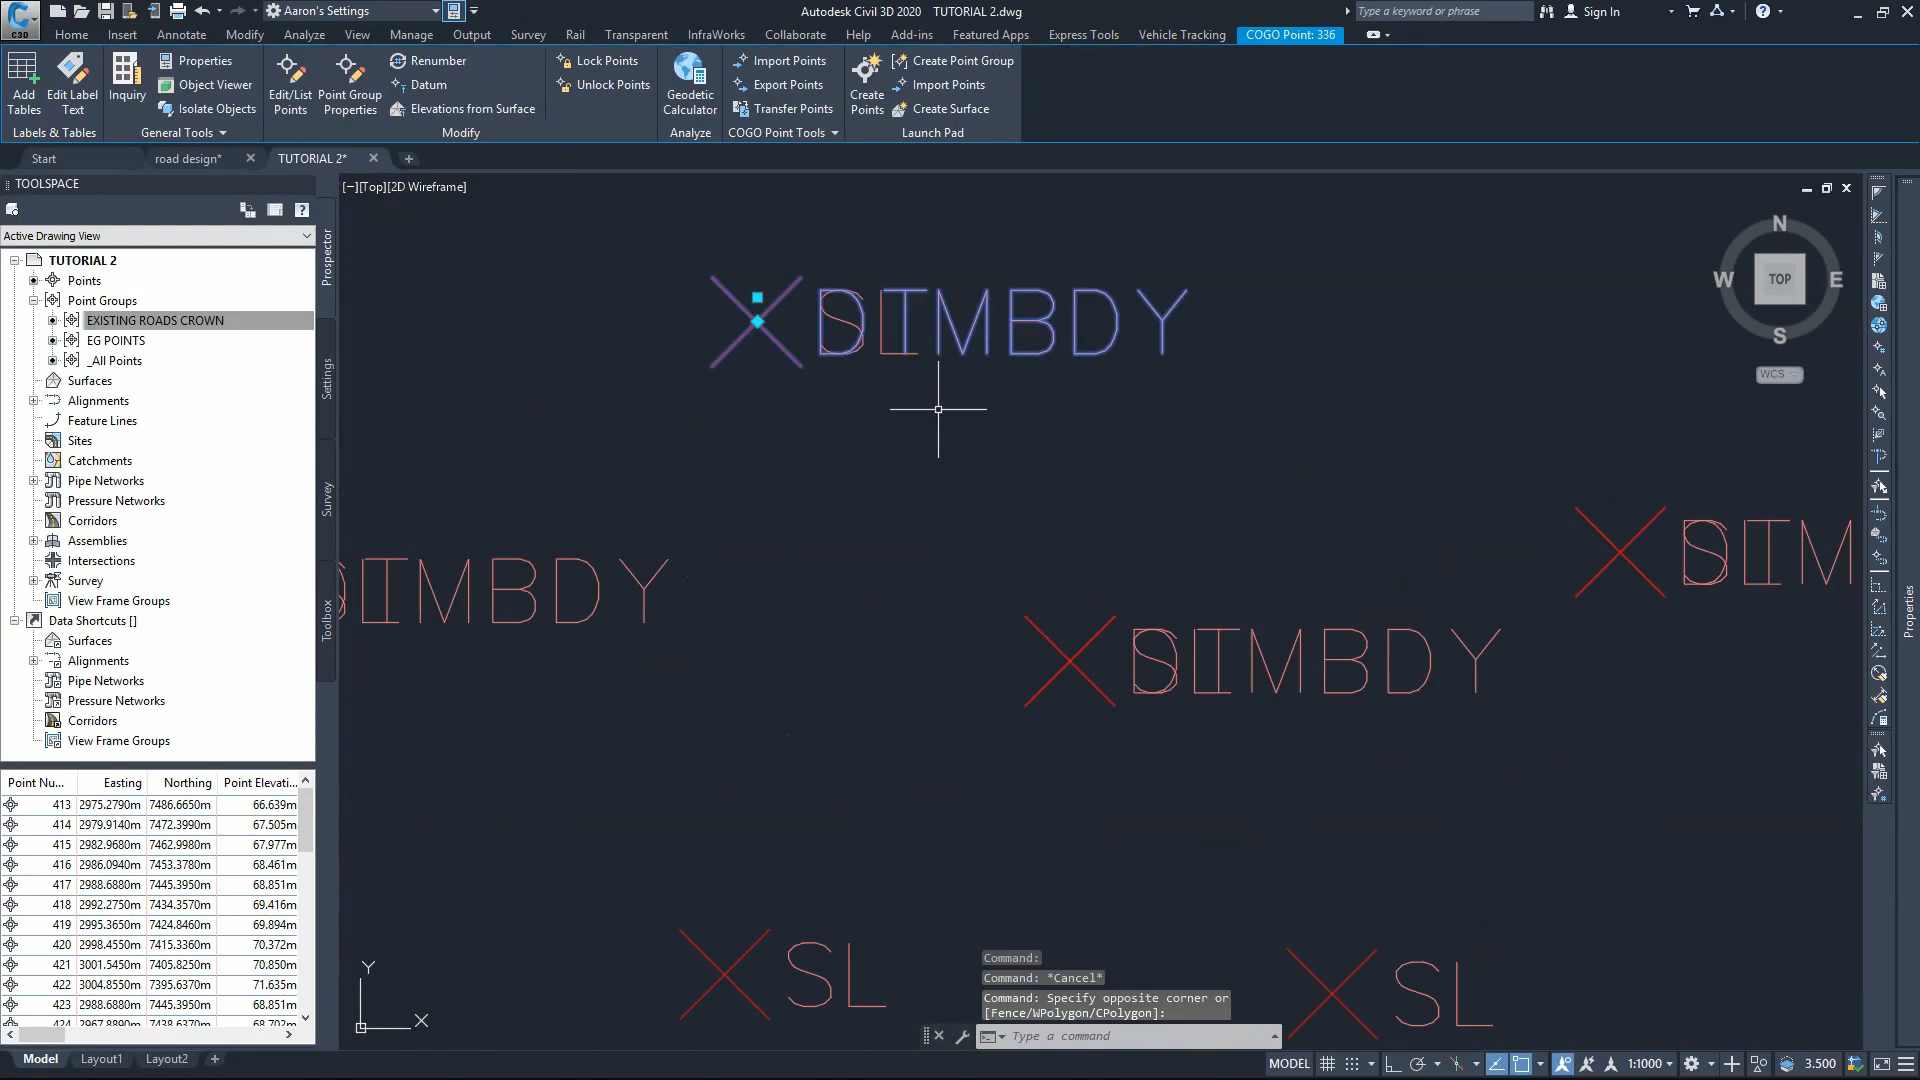 Aaron's Settings
Autodesk Civil 3D 2020 TUTORIAL 2.dwg
Type a keyword or phrase
Sign In
C3D
Home Insert Annotate Modify Analyze View Manage Output Survey Rail Transparent InfraWorks Collaborate Help Add-ins Featured Apps Express Tools Vehicle Tracking COGO Point: 336
Add Tables
Edit Label Text
Inquiry
Properties
Object Viewer
Isolate Objects
Edit/List Points
Point Group Properties
Renumber
Datum
Elevations from Surface
Lock Points
Unlock Points
Geodetic Calculator
Import Points
Export Points
Transfer Points
Create Points
Create Point Group
Import Points
Create Surface
Labels & Tables General Tools Modify Analyze COGO Point Tools Launch Pad
Start road design* TUTORIAL 2*
TOOLSPACE
[−][Top][2D Wireframe]
Active Drawing View
TUTORIAL 2
Points
Point Groups
EXISTING ROADS CROWN
EG POINTS
_All Points
Surfaces
Alignments
Feature Lines
Sites
Catchments
Pipe Networks
Pressure Networks
Corridors
Assemblies
Intersections
Survey
View Frame Groups
Data Shortcuts []
Surfaces
Alignments
Pipe Networks
Pressure Networks
Corridors
View Frame Groups
Prospector
Settings
Survey
Toolbox
Point Nu... Easting Northing Point Elevati...
413 2975.2790m 7486.6650m 66.639m
414 2979.9140m 7472.3990m 67.505m
415 2982.9680m 7462.9980m 67.977m
416 2986.0940m 7453.3780m 68.461m
417 2988.6880m 7445.3950m 68.851m
418 2992.2750m 7434.3570m 69.416m
419 2995.3650m 7424.8460m 69.894m
420 2998.4550m 7415.3360m 70.372m
421 3001.5450m 7405.8250m 70.850m
422 3004.8550m 7395.6370m 71.635m
423 2988.6880m 7445.3950m 68.851m
424 2967.8890m 7438.6370m 68.702m
N
W TOP E
S
WCS
Properties
SL
SL
Y
X
Command:
Command: *Cancel*
Command: Specify opposite corner or
[Fence/WPolygon/CPolygon]:
Type a command
Model Layout1 Layout2
MODEL 1:1000 3.500